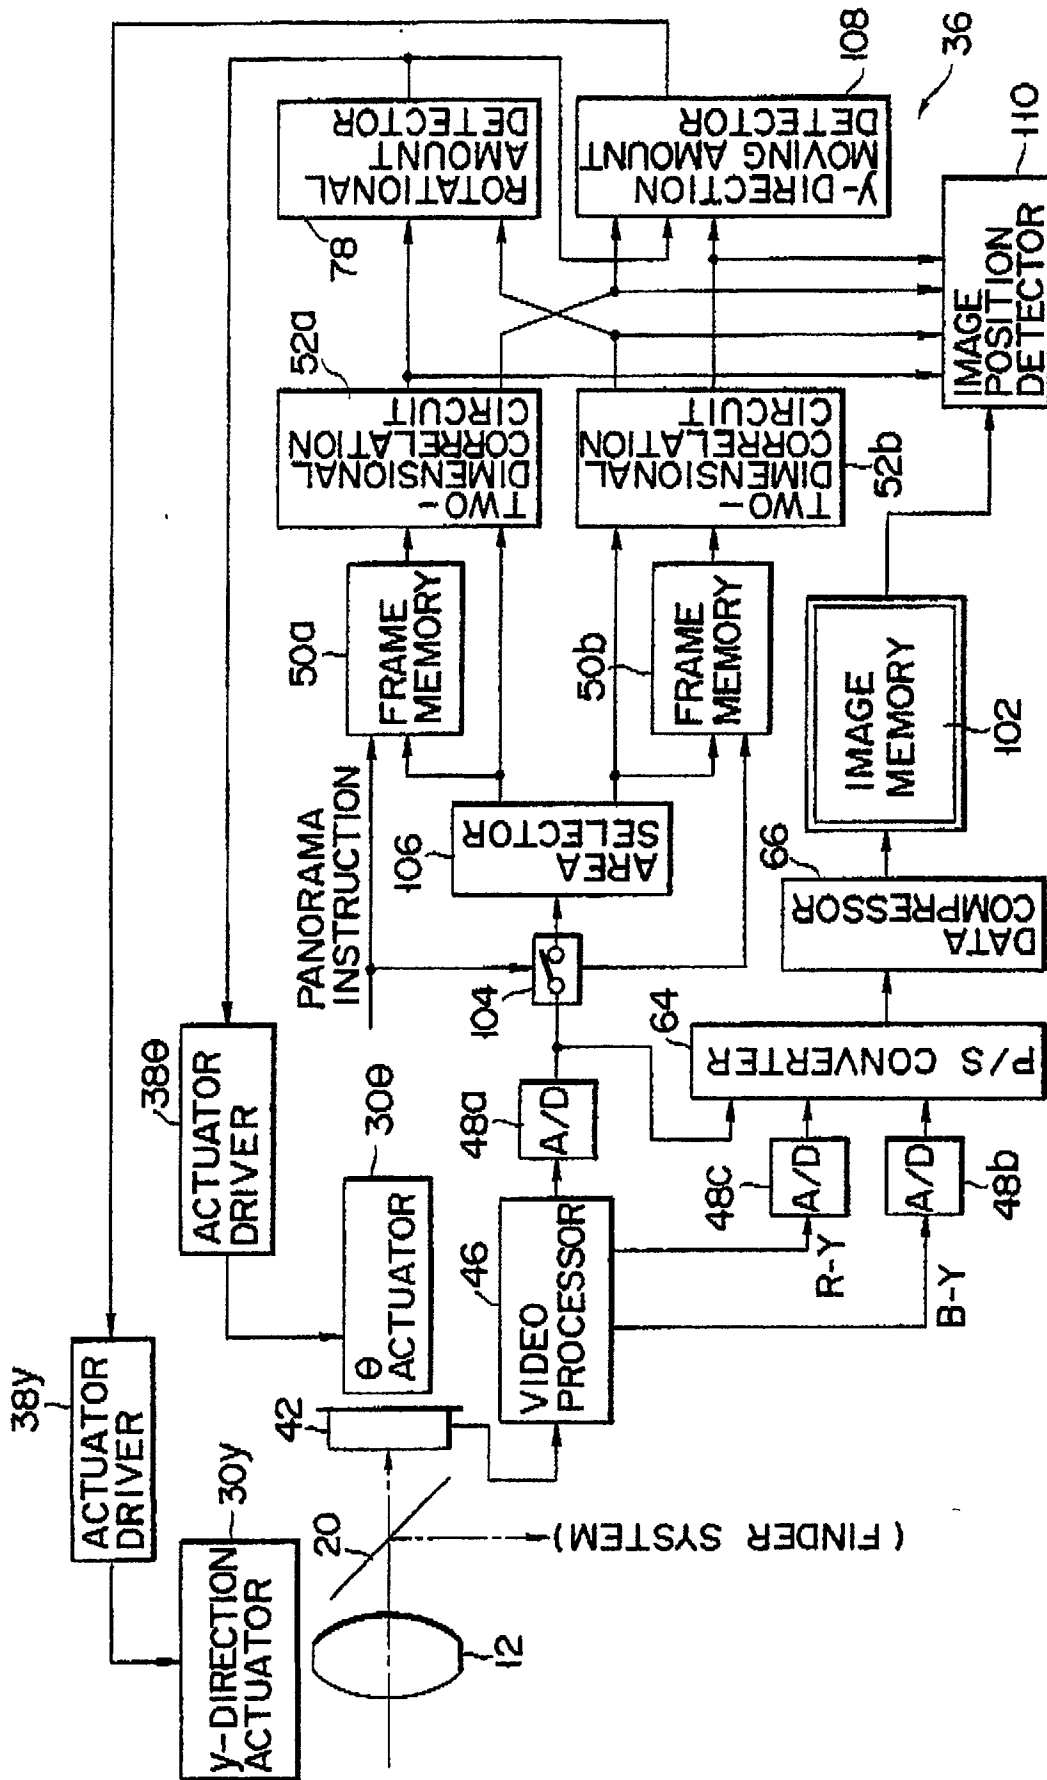 38y
ACTUATOR
DRIVER
y-DIRECTION
ACTUATOR
30y
38θ
ACTUATOR
DRIVER
θ
ACTUATOR
30θ
12
20
42
(FINDER SYSTEM)
46
VIDEO
PROCESSOR
R-Y
B-Y
48a
A/D
48c
A/D
48b
A/D
PANORAMA
INSTRUCTION
104
106
AREA
SELECTOR
64
P/S CONVERTER
66
DATA
COMPRESSOR
50a
FRAME
MEMORY
50b
FRAME
MEMORY
IMAGE
MEMORY
102
52a
TWO-
DIMENSIONAL
CORRELATION
CIRCUIT
TWO-
DIMENSIONAL
CORRELATION
CIRCUIT
52b
78
ROTATIONAL
AMOUNT
DETECTOR
Y-DIRECTION
MOVING AMOUNT
DETECTOR
108
IMAGE
POSITION
DETECTOR
110
36